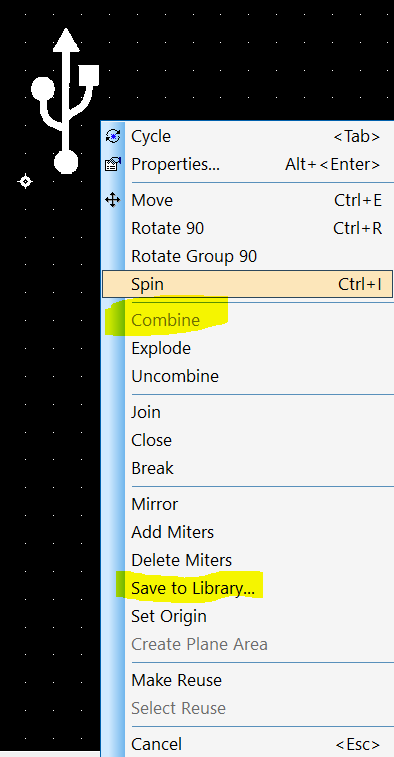 Cycle <Tab>
Properties... Alt+<Enter>
Move Ctrl+E
Rotate 90 Ctrl+R
Rotate Group 90
Spin Ctrl+I
Combine
Explode
Uncombine
Join
Close
Break
Mirror
Add Miters
Delete Miters
Save to Library...
Set Origin
Create Plane Area
Make Reuse
Select Reuse
Cancel <Esc>